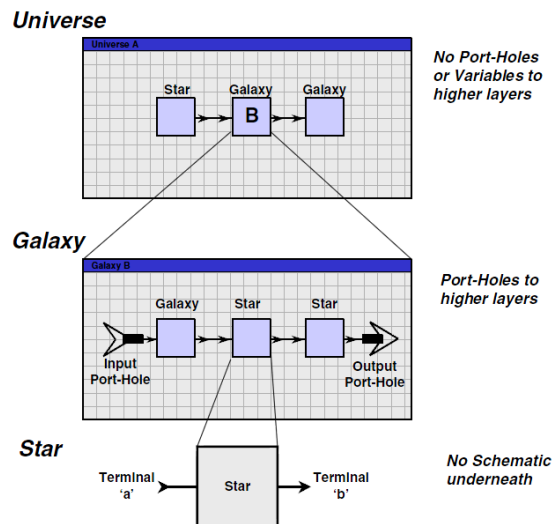 Universe
Universe A
No Port-Holes
or Variables to
higher layers
Star
Galaxy
Galaxy
B
Galaxy
Galaxy B
Port-Holes to
higher layers
Galaxy
Star
Star
Input
Port-Hole
Output
Port-Hole
Star
No Schematic
underneath
Terminal
'a'
Star
Terminal
'b'